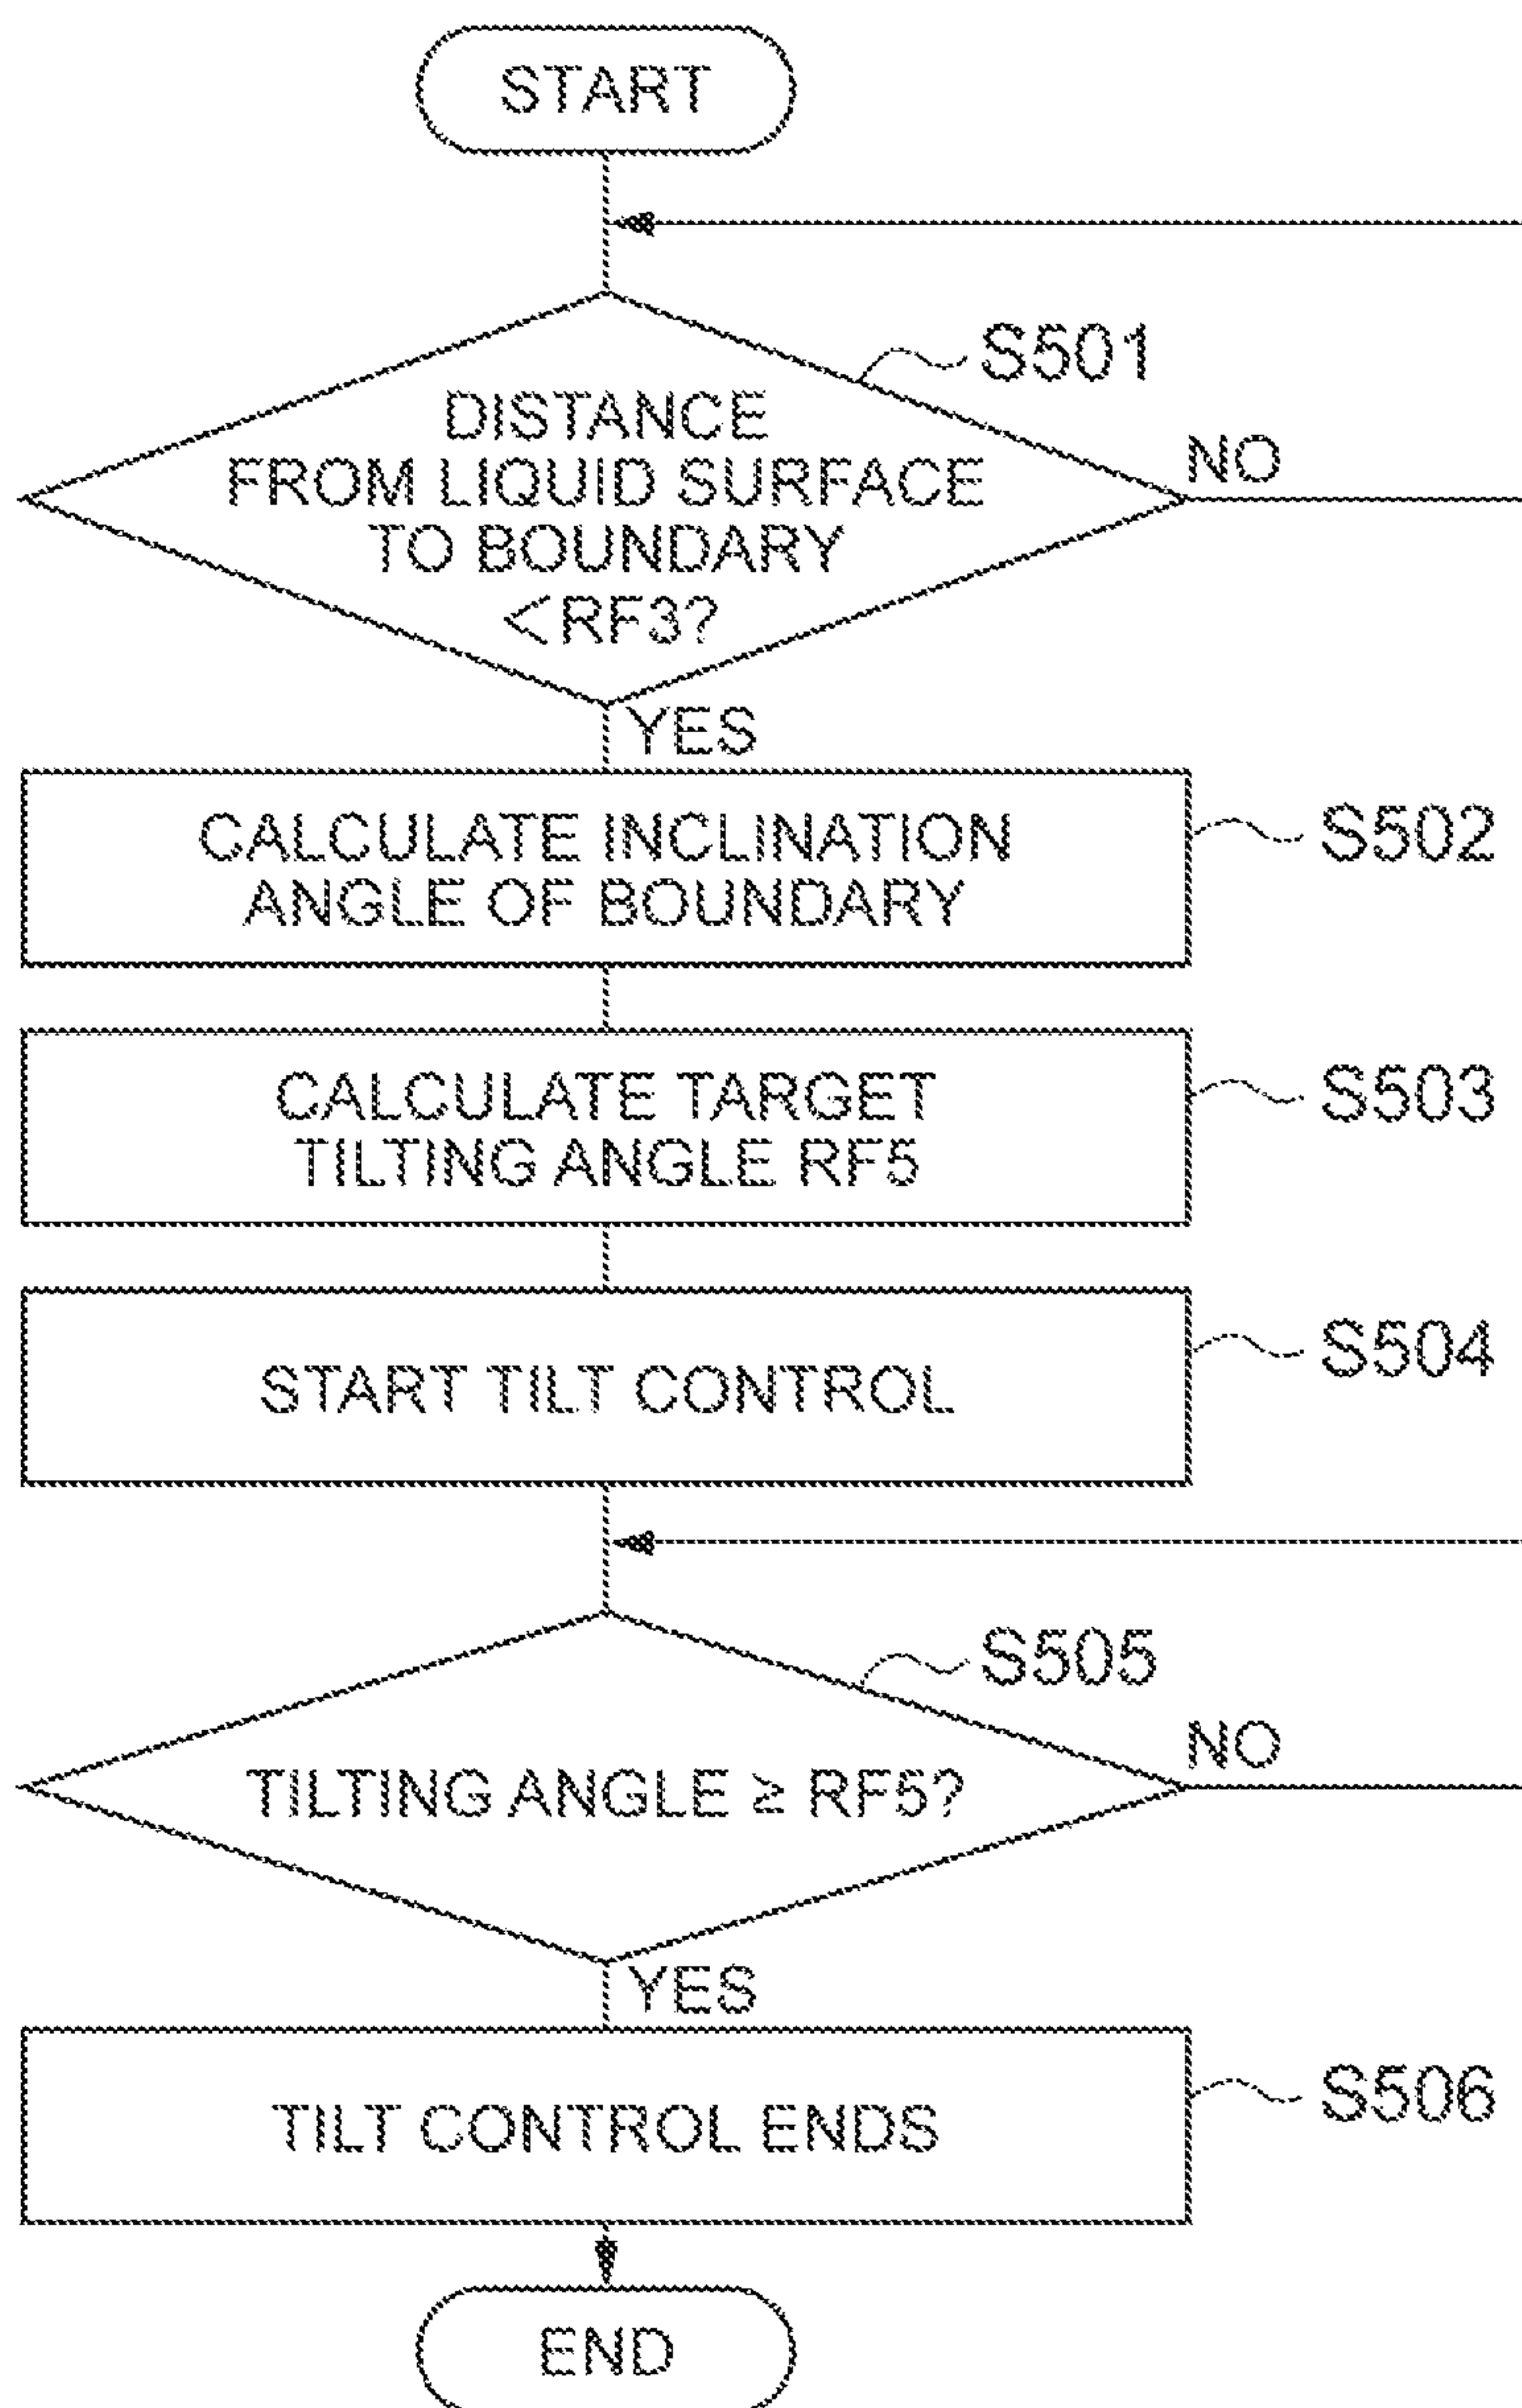 START
S501
DISTANCE
FROM LIQUID SURFACE
TO BOUNDARY
<RF3?
NO
YES
CALCULATE INCLINATION
ANGLE OF BOUNDARY
S502
CALCULATE TARGET
TILTING ANGLE RF5
S503
START TILT CONTROL
S504
S505
TILTING ANGLE ≥ RF5?
NO
YES
TILT CONTROL ENDS
S506
END